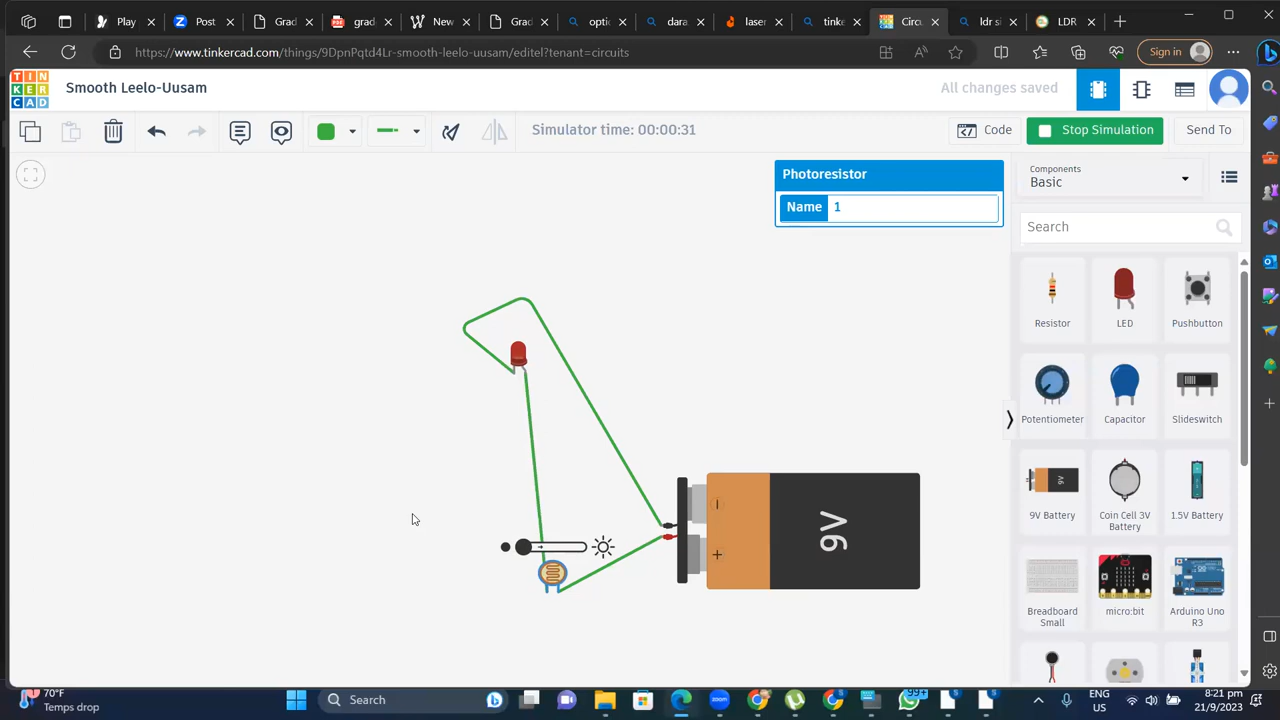 Play
Post
Grad
grad
New
Grad
optic
dara
lase
tinke
Circu
ldr si
LDR
https://www.tinkercad.com/things/9DpnPqtd4Lr-smooth-leelo-uusam/editel?tenant=circuits
Sign in
TIN
KER
CAD
Smooth Leelo-Uusam
All changes saved
Simulator time: 00:00:31
Code
Stop Simulation
Send To
Photoresistor
Name 1
Components
Basic
Search
Resistor
LED
Pushbutton
Potentiometer
Capacitor
Slideswitch
9V Battery
Coin Cell 3V
Battery
1.5V Battery
Breadboard
Small
micro:bit
Arduino Uno
R3
9V
70°F
Temps drop
Search
zoom
99+
ENG
US
8:21 pm
21/9/2023